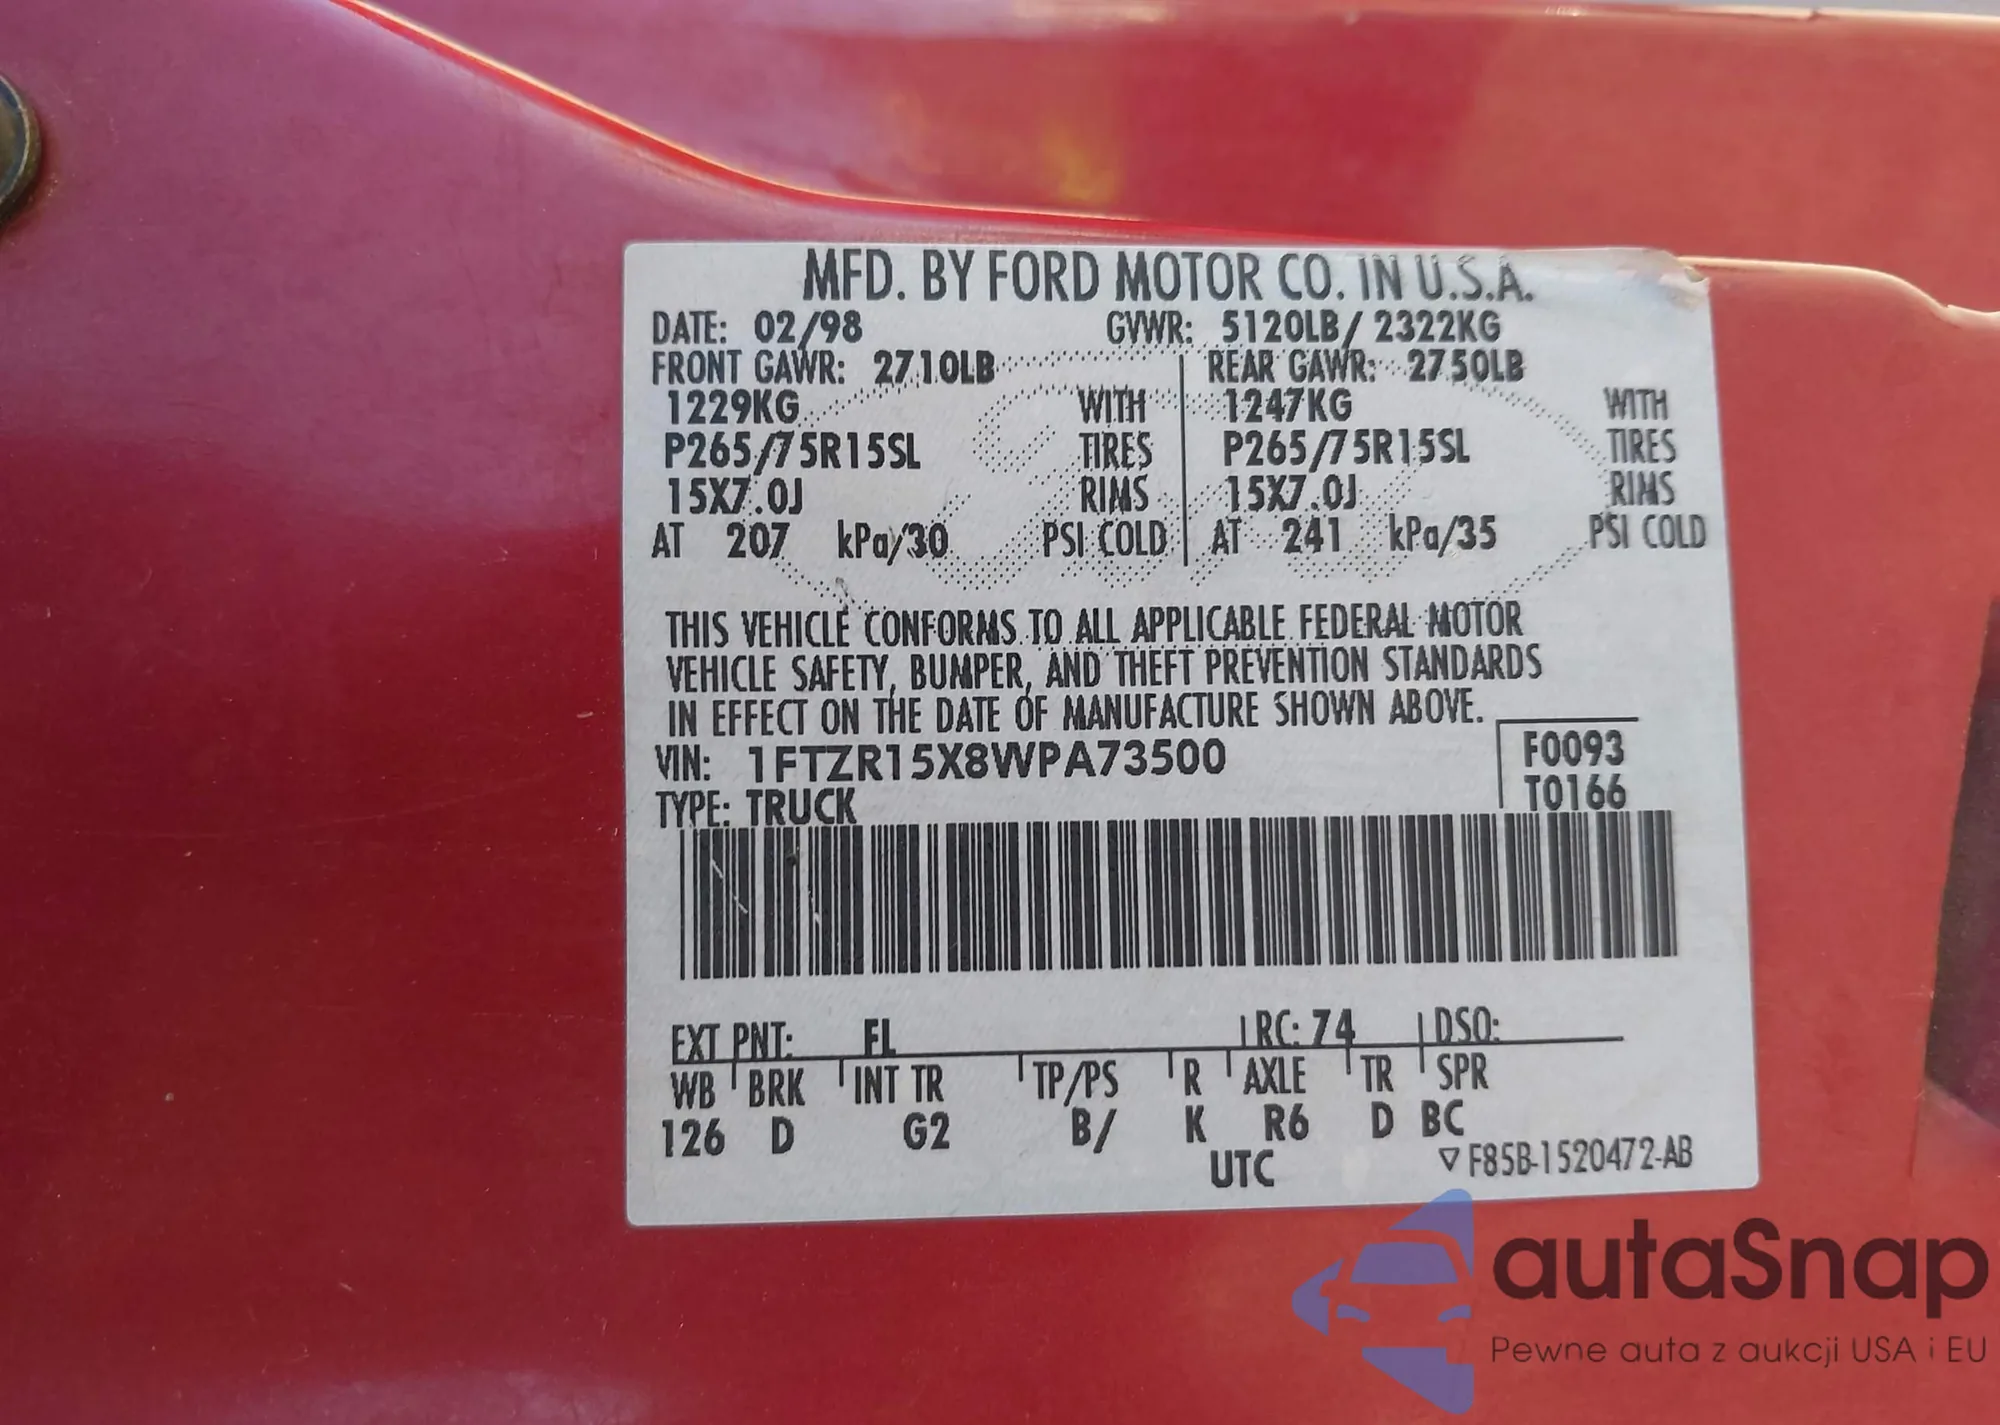 MFD. BY FORD MOTOR CO. IN U.S.A.
DATE: 02/98 GVWR: 5120LB/ 2322KG
FRONT GAWR: 2710LB REAR GAWR: 2750LB
1229KG WITH 1247KG WITH
P265/75R15SL TIRES P265/75R15SL TIRES
15X7.0J RIMS 15X7.0J RIMS
AT 207 kPa/30 PSI COLD AT 241 kPa/35 PSI COLD
THIS VEHICLE CONFORMS TO ALL APPLICABLE FEDERAL MOTOR
VEHICLE SAFETY, BUMPER, AND THEFT PREVENTION STANDARDS
IN EFFECT ON THE DATE OF MANUFACTURE SHOWN ABOVE.
VIN: 1FTZR15X8WPA73500 F0093
TYPE: TRUCK T0166
EXT PNT: FL RC: 74 DSO:
WB BRK INT TR TP/PS R AXLE TR SPR
126 D G2 B/ K R6 D BC
UTC ▽ F85B-1520472-AB
autaSnap
Pewne auta z aukcji USA i EU